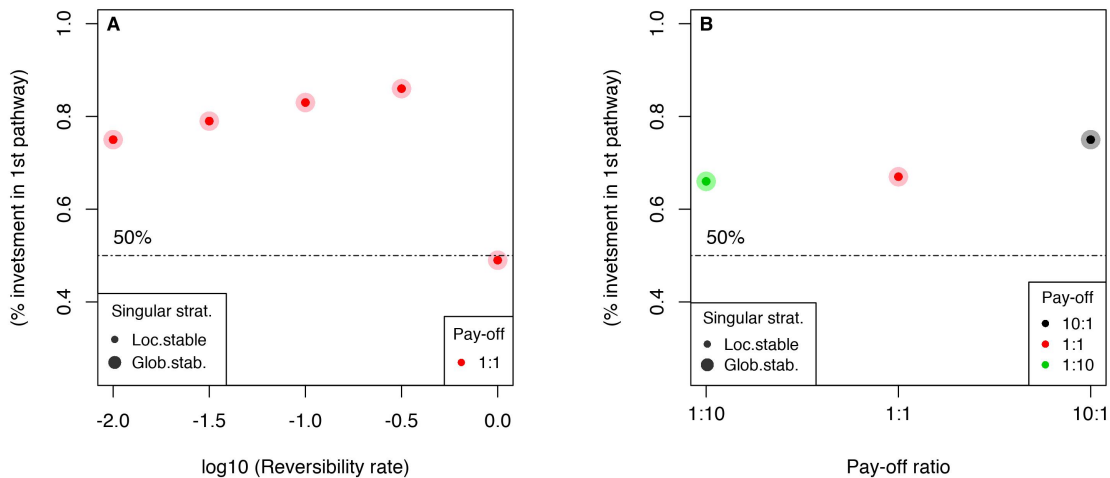 A
(% invetsment in 1st pathway)
1.0
0.8
0.6
0.4
50%
Singular strat.
Loc.stable
Glob.stab.
Pay-off
1:1
-2.0
-1.5
-1.0
-0.5
0.0
log10 (Reversibility rate)
B
(% invetsment in 1st pathway)
1.0
0.8
0.6
0.4
50%
Singular strat.
Loc.stable
Glob.stab.
Pay-off
10:1
1:1
1:10
1:10
1:1
10:1
Pay-off ratio